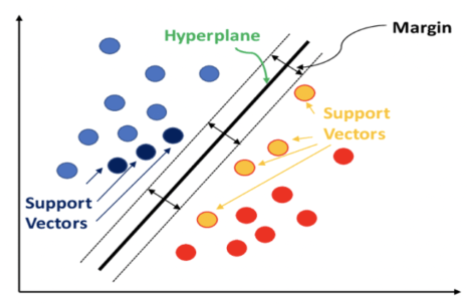 Hyperplane
Margin
Support
Vectors
Support
Vectors